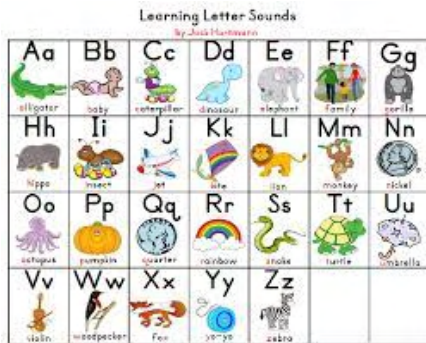 Learning Letter Sounds
by Jack Hartmann
Aa Bb Cc Dd Ee Ff Gg
alligator baby caterpillar dinosaur elephant family gorilla
Hh Ii Jj Kk Ll Mm Nn
hippo insect jet kite lion monkey nickel
Oo Pp Qq Rr Ss Tt Uu
octopus pumpkin quarter rainbow snake turtle umbrella
Vv Ww Xx Yy Zz
violin woodpecker fox yo-yo zebra